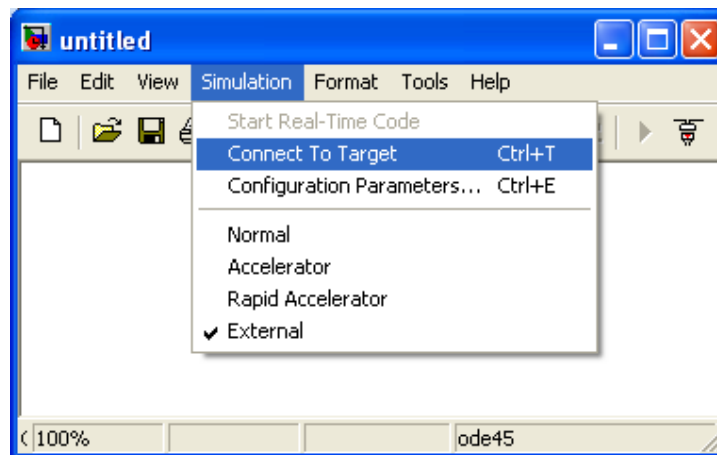 untitled
File Edit View Simulation Format Tools Help
Start Real-Time Code
Connect To Target Ctrl+T
Configuration Parameters... Ctrl+E
Normal
Accelerator
Rapid Accelerator
External
100% ode45